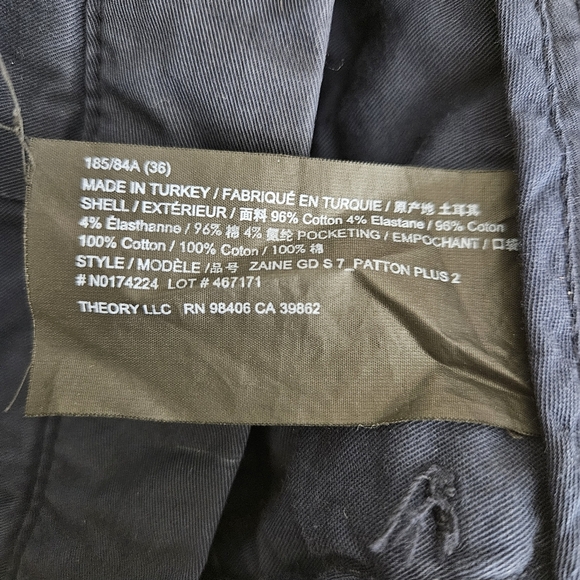 185/84A (36)
MADE IN TURKEY / FABRIQUÉ EN TURQUIE / 原产地 土耳其
SHELL / EXTÉRIEUR / 面料 96% Cotton 4% Elastane / 96% Coton
4% Élasthanne / 96% 棉 4% 氨纶 POCKETING / EMPOCHANT / 口袋
100% Cotton / 100% Coton / 100% 棉
STYLE / MODÈLE / 品号 ZAINE GD S 7_PATTON PLUS 2
# N0174224 LOT # 467171
THEORY LLC RN 98406 CA 39862